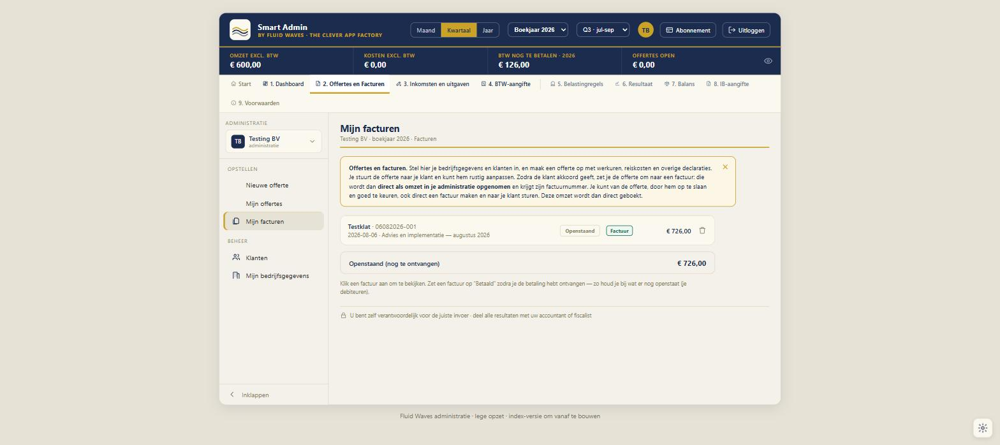 Smart Admin
BY FLUID WAVES · THE CLEVER APP FACTORY
Maand Kwartaal Jaar
Boekjaar 2026
Q3 · jul-sep
TB
Abonnement
Uitloggen
OMZET EXCL. BTW
€ 600,00
KOSTEN EXCL. BTW
€ 0,00
BTW NOG TE BETALEN · 2026
€ 126,00
OFFERTES OPEN
€ 0,00
Start
1. Dashboard
2. Offertes en Facturen
3. Inkomsten en uitgaven
4. BTW-aangifte
5. Belastingregels
6. Resultaat
7. Balans
8. IB-aangifte
9. Voorwaarden
ADMINISTRATIE
TB
Testing BV
administratie
OPSTELLEN
Nieuwe offerte
Mijn offertes
Mijn facturen
BEHEER
Klanten
Mijn bedrijfsgegevens
Inklappen
Mijn facturen
Testing BV · boekjaar 2026 · Facturen
Offertes en facturen. Stel hier je bedrijfsgegevens en klanten in, en maak een offerte op met werkuren, reiskosten en overige declaraties.
Je stuurt de offerte naar je klant en kunt hem rustig aanpassen. Zodra de klant akkoord geeft, zet je de offerte om naar een factuur: die
wordt dan direct als omzet in je administratie opgenomen en krijgt zijn factuurnummer. Je kunt van de offerte, door hem op te slaan
en goed te keuren, ook direct een factuur maken en naar je klant sturen. Deze omzet wordt dan direct geboekt.
Testklat · 06082026-001
2026-08-06 · Advies en implementatie — augustus 2026
Openstaand
Factuur
€ 726,00
Openstaand (nog te ontvangen)
€ 726,00
Klik een factuur aan om te bekijken. Zet een factuur op "Betaald" zodra je de betaling hebt ontvangen — zo houd je bij wat er nog openstaat (je
debiteuren).
U bent zelf verantwoordelijk voor de juiste invoer · deel alle resultaten met uw accountant of fiscalist
Fluid Waves administratie · lege opzet · index-versie om vanaf te bouwen